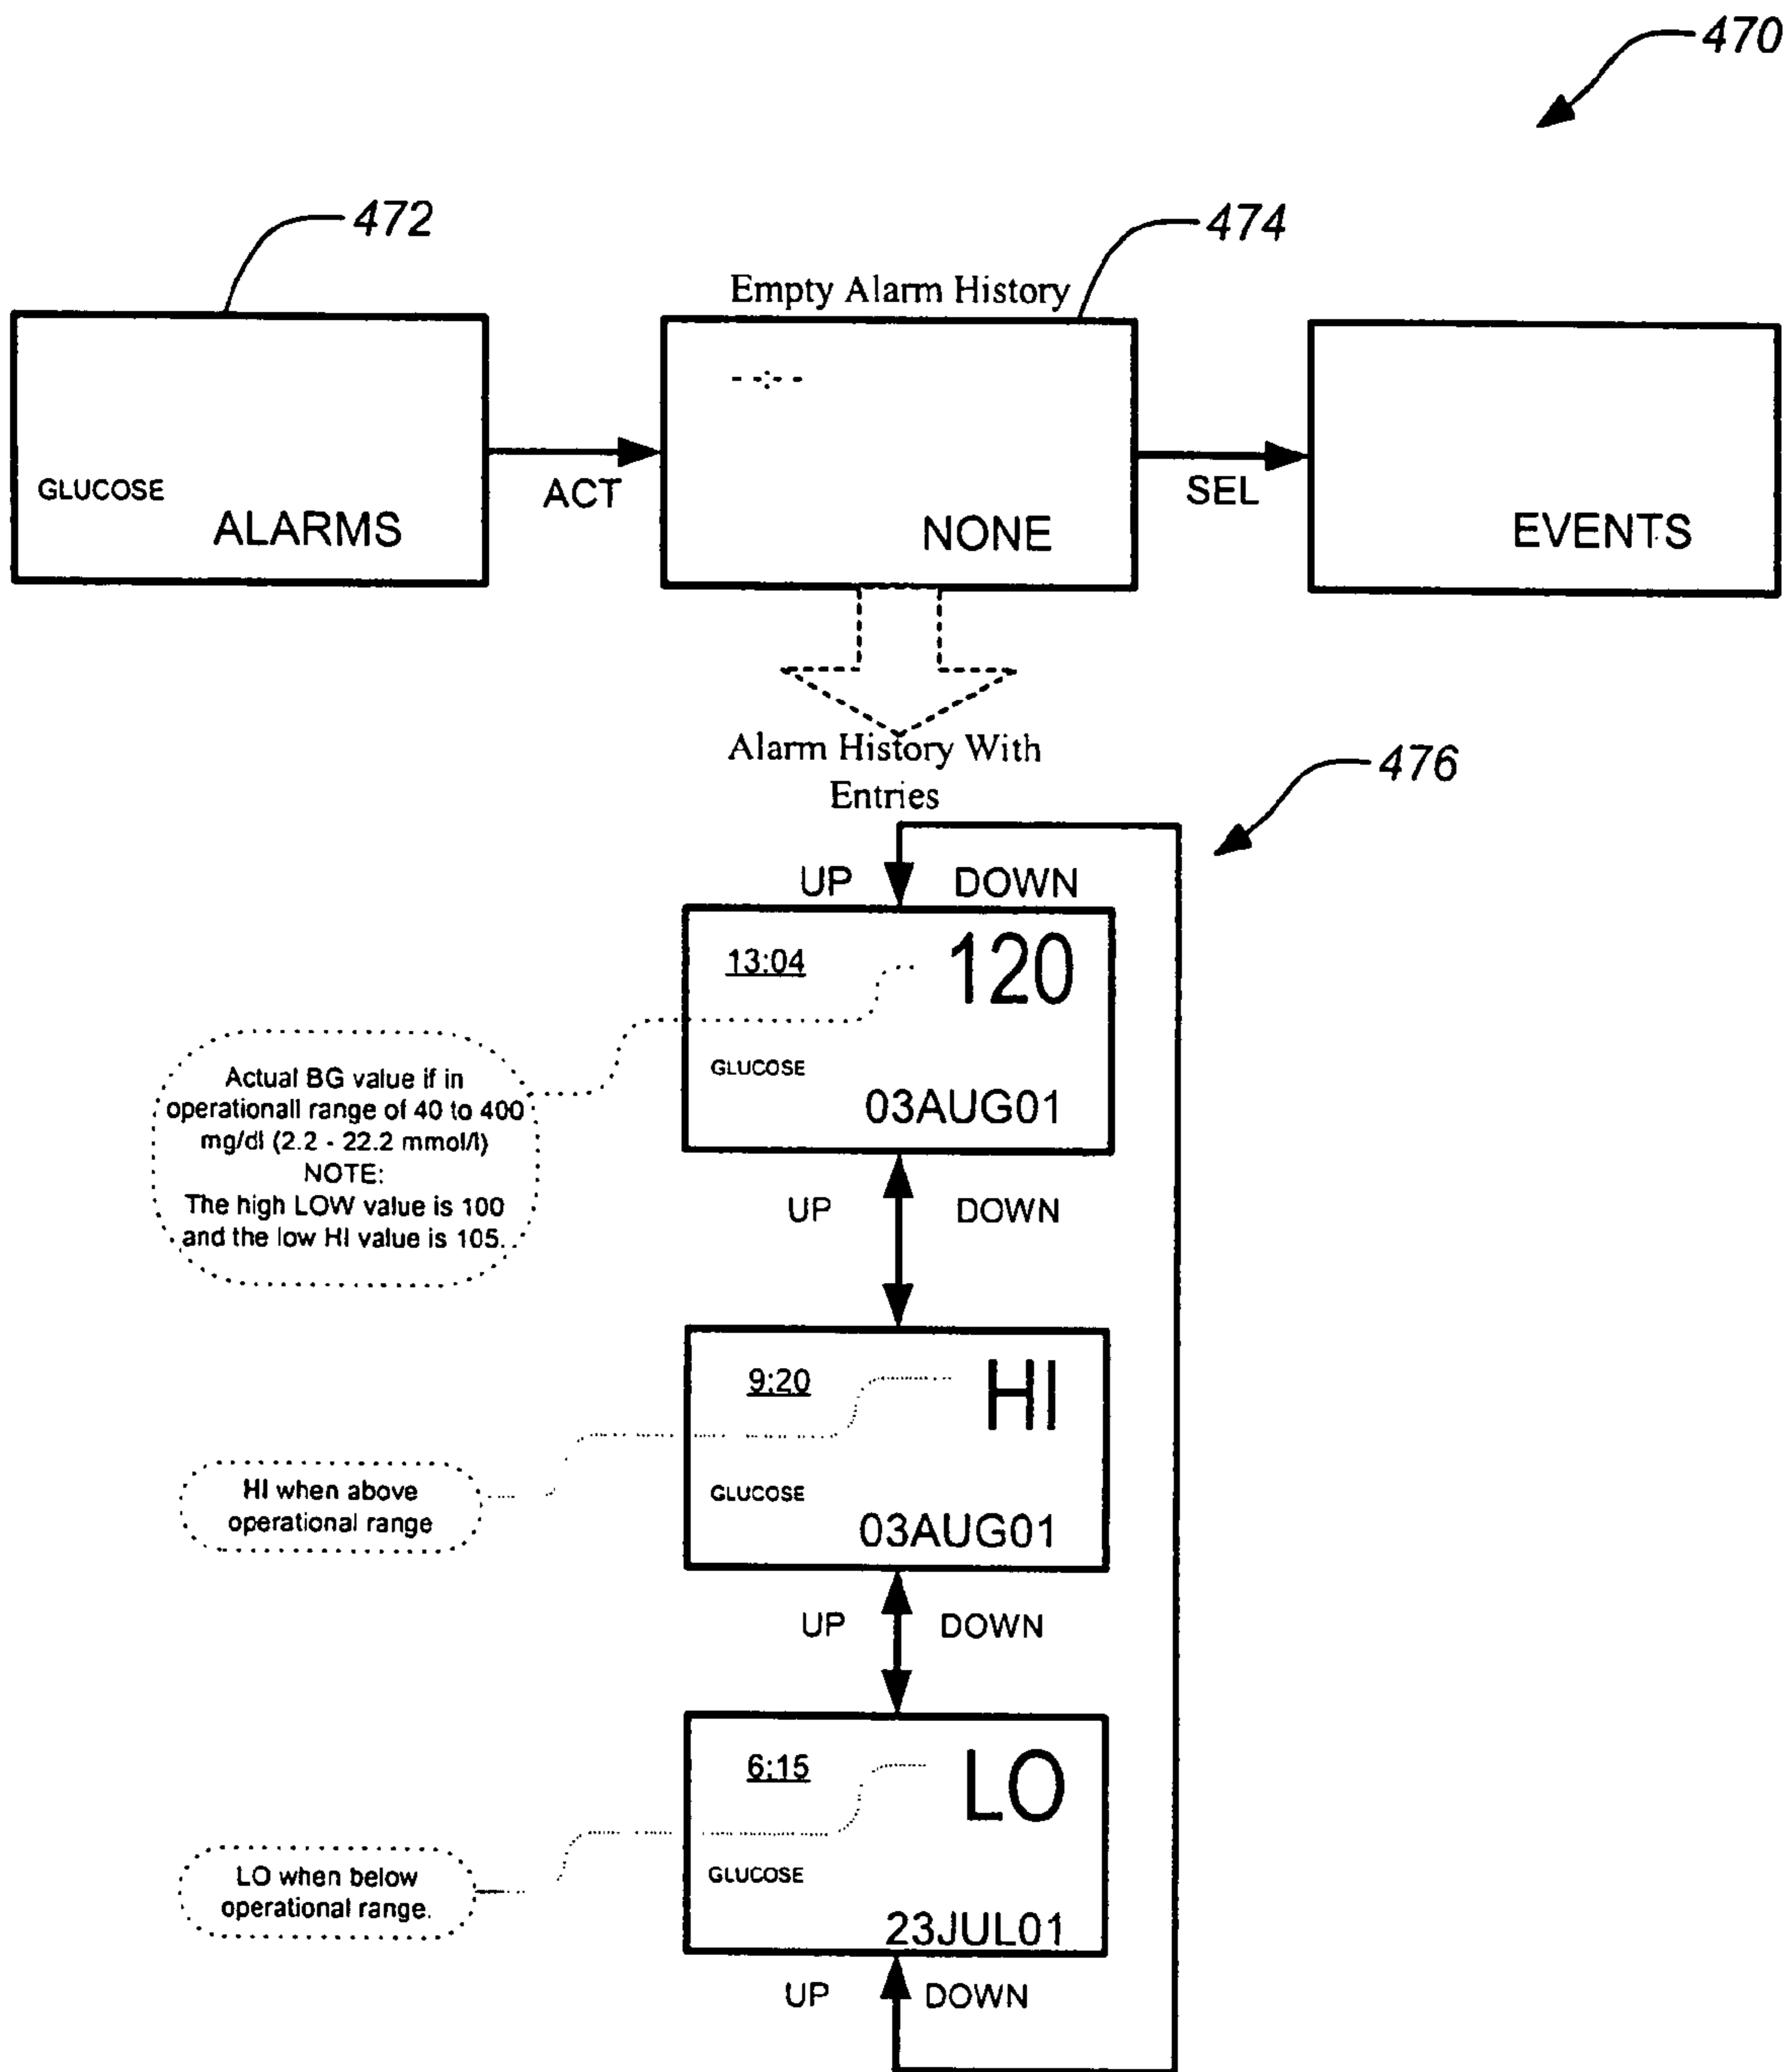 470
472
474
Empty Alarm History
GLUCOSE
ALARMS
ACT
--:--
NONE
SEL
EVENTS
Alarm History With
Entries
476
UP DOWN
13:04
120
GLUCOSE
03AUG01
Actual BG value if in
operationall range of 40 to 400
mg/dl (2.2 - 22.2 mmol/l)
NOTE:
The high LOW value is 100
and the low HI value is 105.
UP DOWN
9:20
HI
GLUCOSE
03AUG01
HI when above
operational range
UP DOWN
6:15
LO
GLUCOSE
23JUL01
LO when below
operational range.
UP DOWN